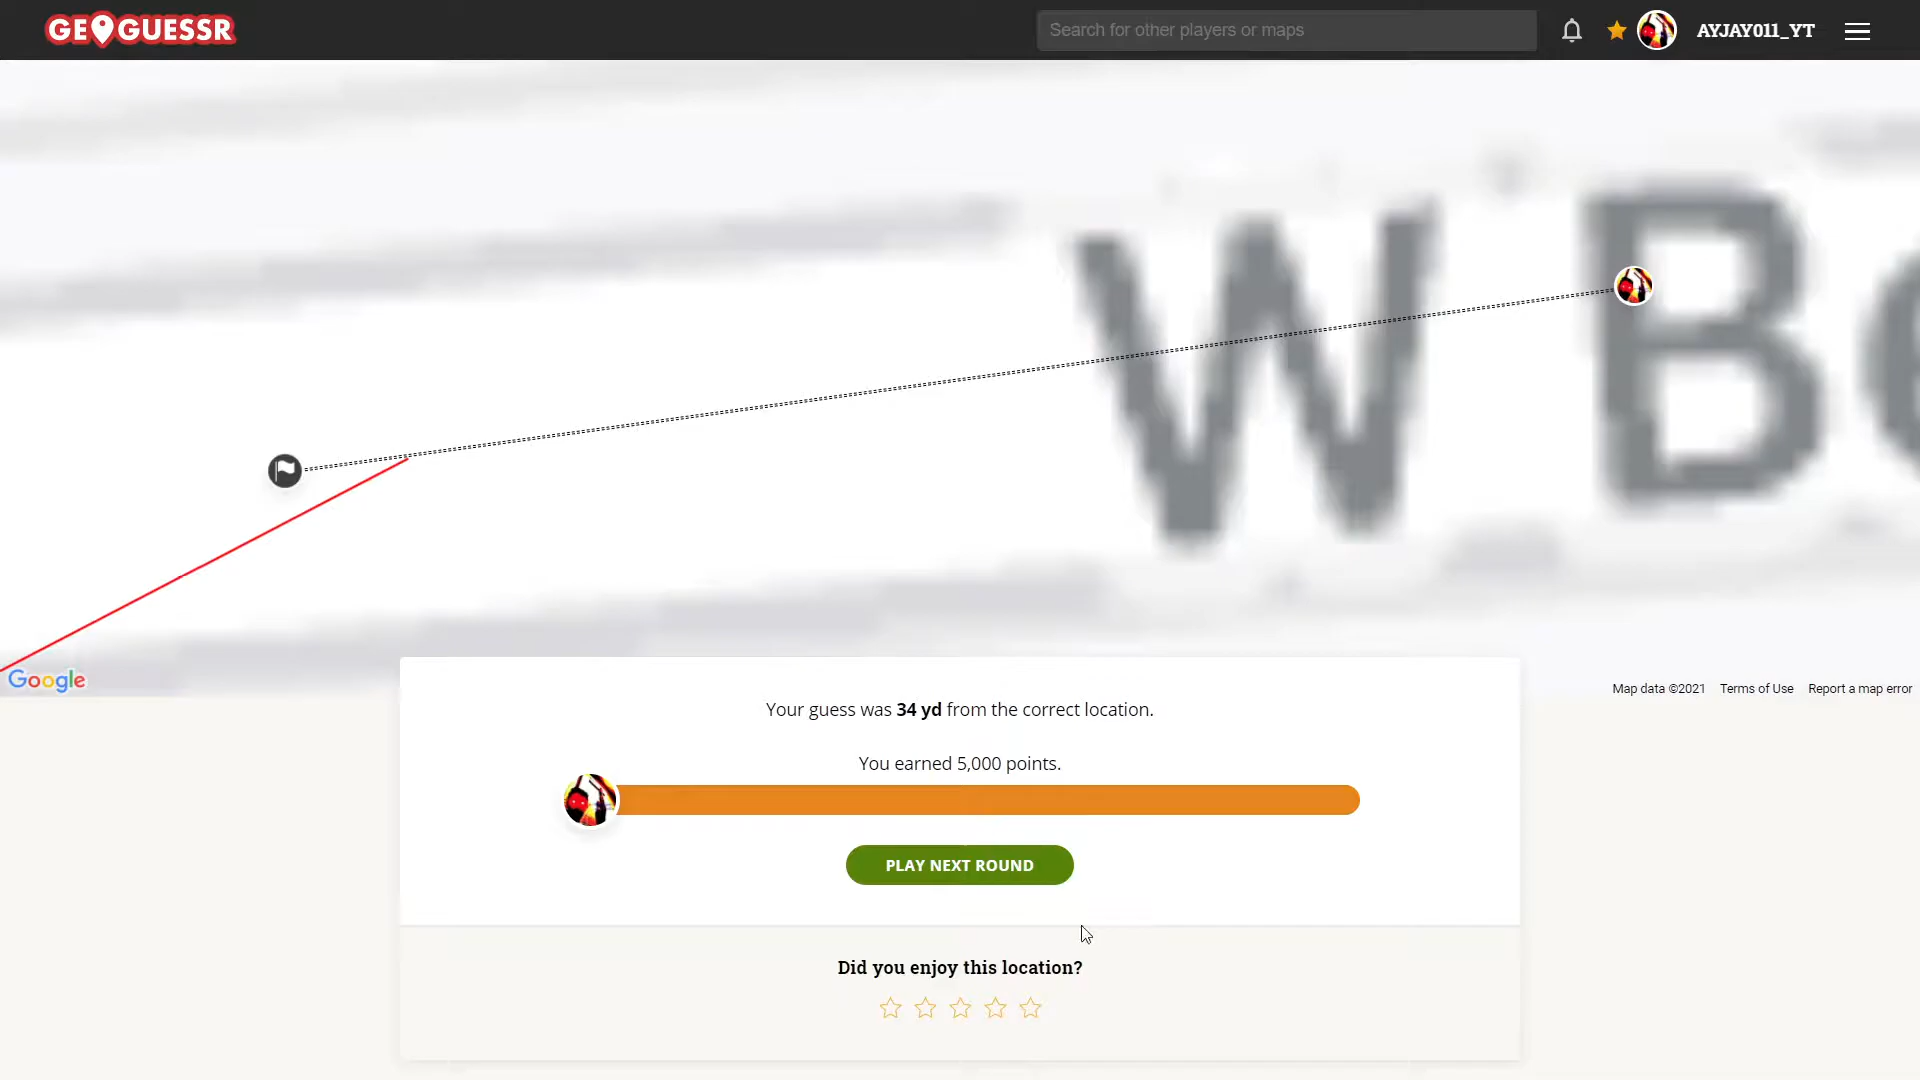 GEOGUESSR
Search for other players or maps
AYJAY011_YT
W
Google
Map data ©2021 Terms of Use Report a map error
Your guess was 34 yd from the correct location.
You earned 5,000 points.
PLAY NEXT ROUND
Did you enjoy this location?